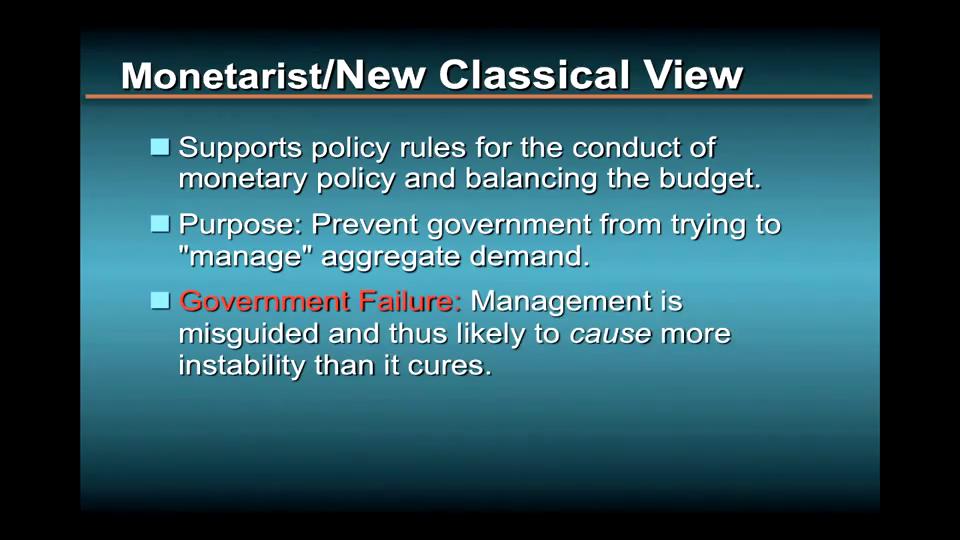 Monetarist/New Classical View
Supports policy rules for the conduct of
monetary policy and balancing the budget.
Purpose: Prevent government from trying to
"manage" aggregate demand.
Government Failure: Management is
misguided and thus likely to cause more
instability than it cures.